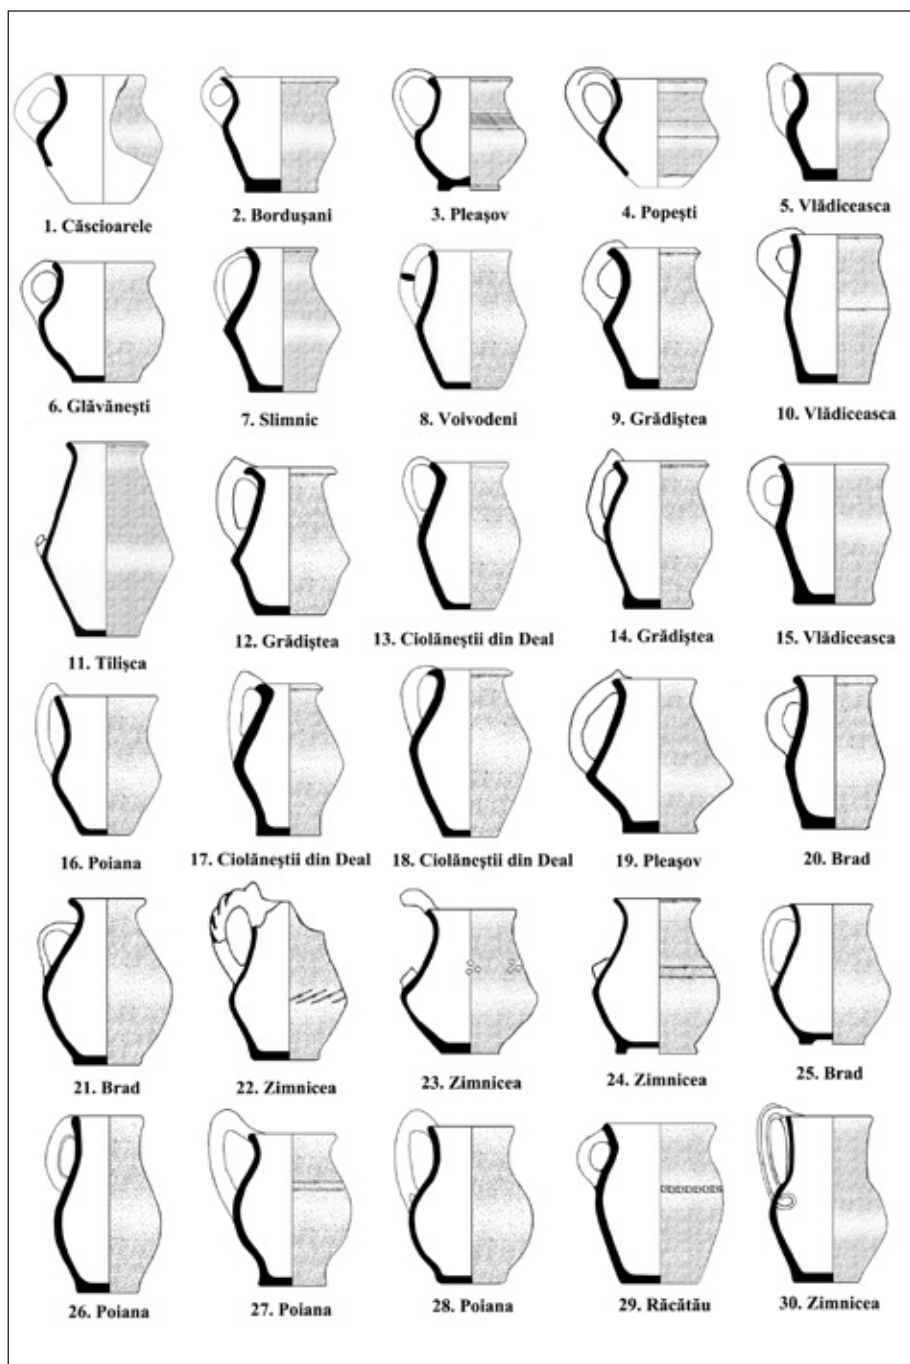 1. Căscioarele
2. Bordușani
3. Pleașov
4. Popești
5. Vlădiceasca
6. Glăvănești
7. Slimnic
8. Voivodeni
9. Grădiștea
10. Vlădiceasca
11. Tilișca
12. Grădiștea
13. Ciolăneștii din Deal
14. Grădiștea
15. Vlădiceasca
16. Poiana
17. Ciolăneștii din Deal
18. Ciolăneștii din Deal
19. Pleașov
20. Brad
21. Brad
22. Zimnicea
23. Zimnicea
24. Zimnicea
25. Brad
26. Poiana
27. Poiana
28. Poiana
29. Răcătău
30. Zimnicea